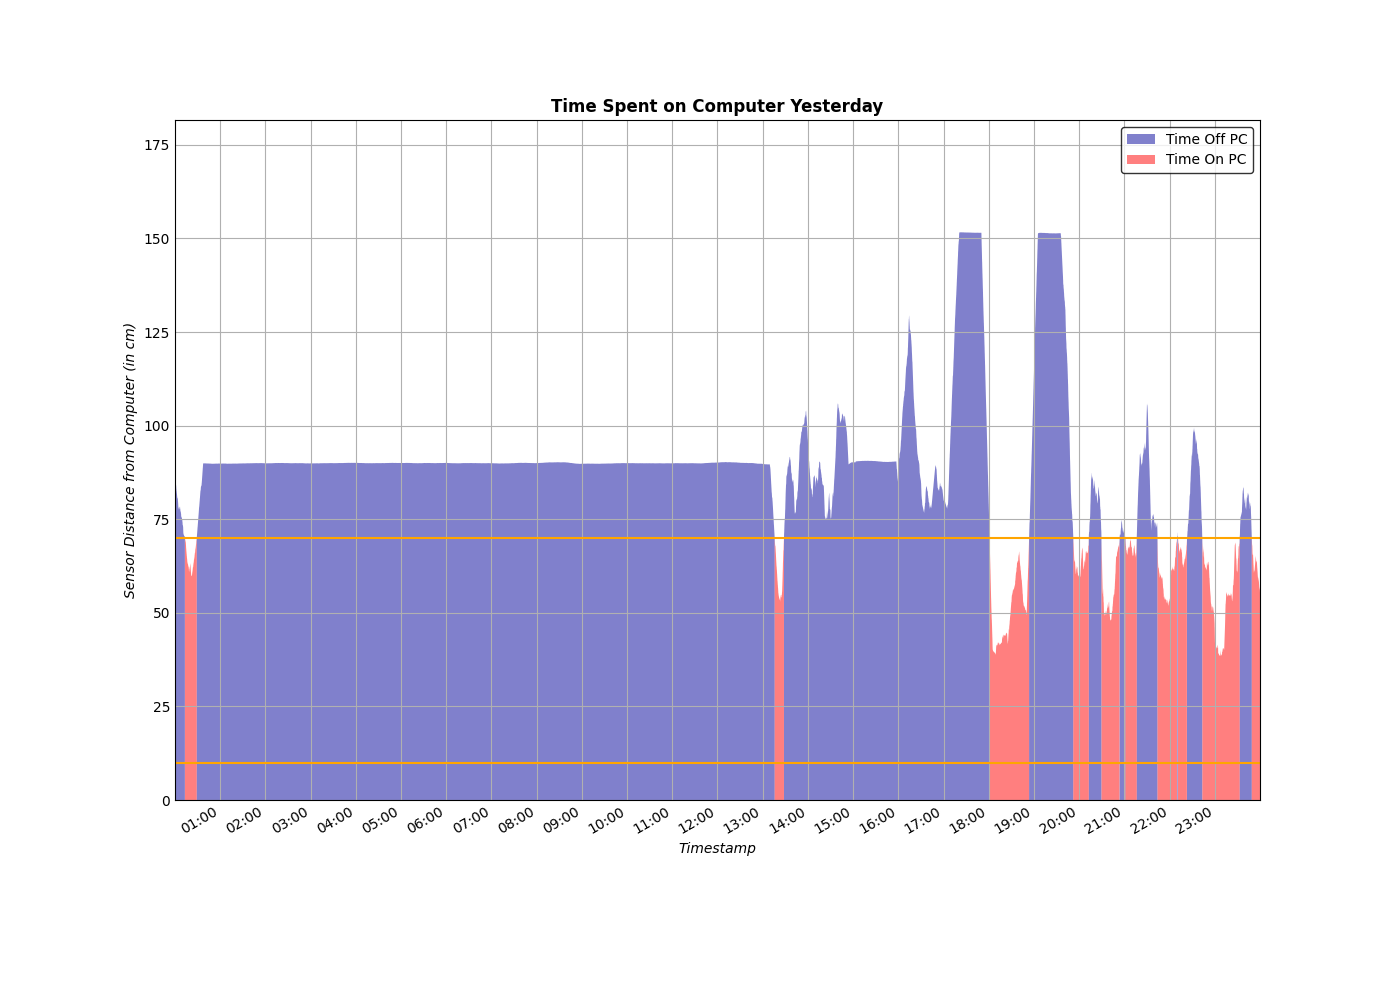 Time Spent on Computer Yesterday
Time Off PC
Time On PC
Sensor Distance from Computer (in cm)
175
150
125
100
75
50
25
0
01:00 02:00 03:00 04:00 05:00 06:00 07:00 08:00 09:00 10:00 11:00 12:00 13:00 14:00 15:00 16:00 17:00 18:00 19:00 20:00 21:00 22:00 23:00
Timestamp